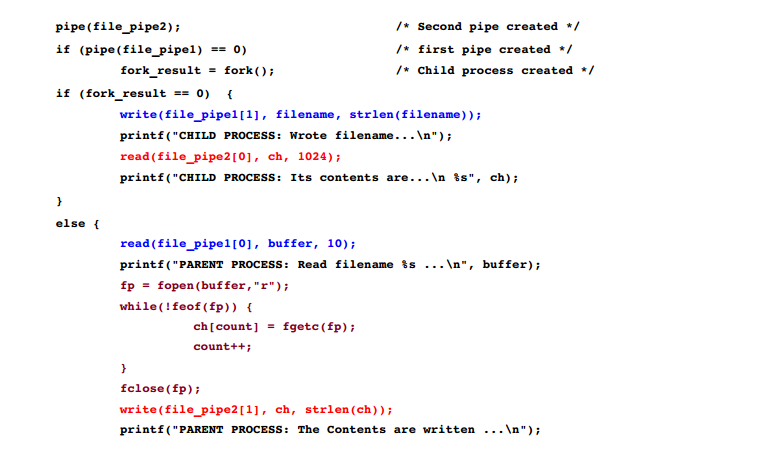 pipe(file_pipe2); /* Second pipe created */
if (pipe(file_pipe1) == 0) /* first pipe created */
fork_result = fork(); /* Child process created */
if (fork_result == 0) {
write(file_pipe1[1], filename, strlen(filename));
printf("CHILD PROCESS: Wrote filename...\n");
read(file_pipe2[0], ch, 1024);
printf("CHILD PROCESS: Its contents are...\n %s", ch);
}
else {
read(file_pipe1[0], buffer, 10);
printf("PARENT PROCESS: Read filename %s ...\n", buffer);
fp = fopen(buffer,"r");
while(!feof(fp)) {
ch[count] = fgetc(fp);
count++;
}
fclose(fp);
write(file_pipe2[1], ch, strlen(ch));
printf("PARENT PROCESS: The Contents are written ...\n");